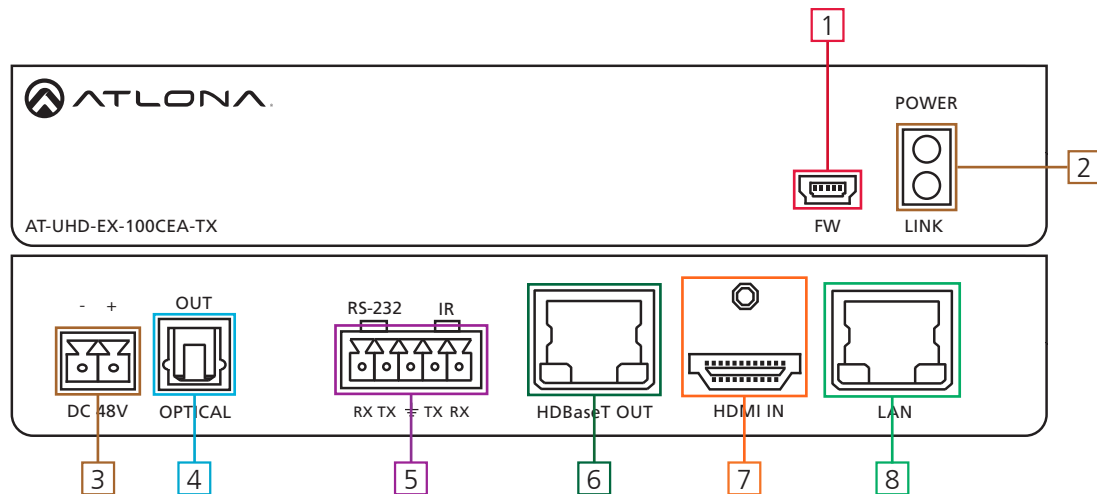 1
ATLONA.
POWER
2
AT-UHD-EX-100CEA-TX
FW
LINK
- +
OUT
RS-232
IR
DC 48V
OPTICAL
RX TX ⏚ TX RX
HDBaseT OUT
HDMI IN
LAN
3
4
5
6
7
8